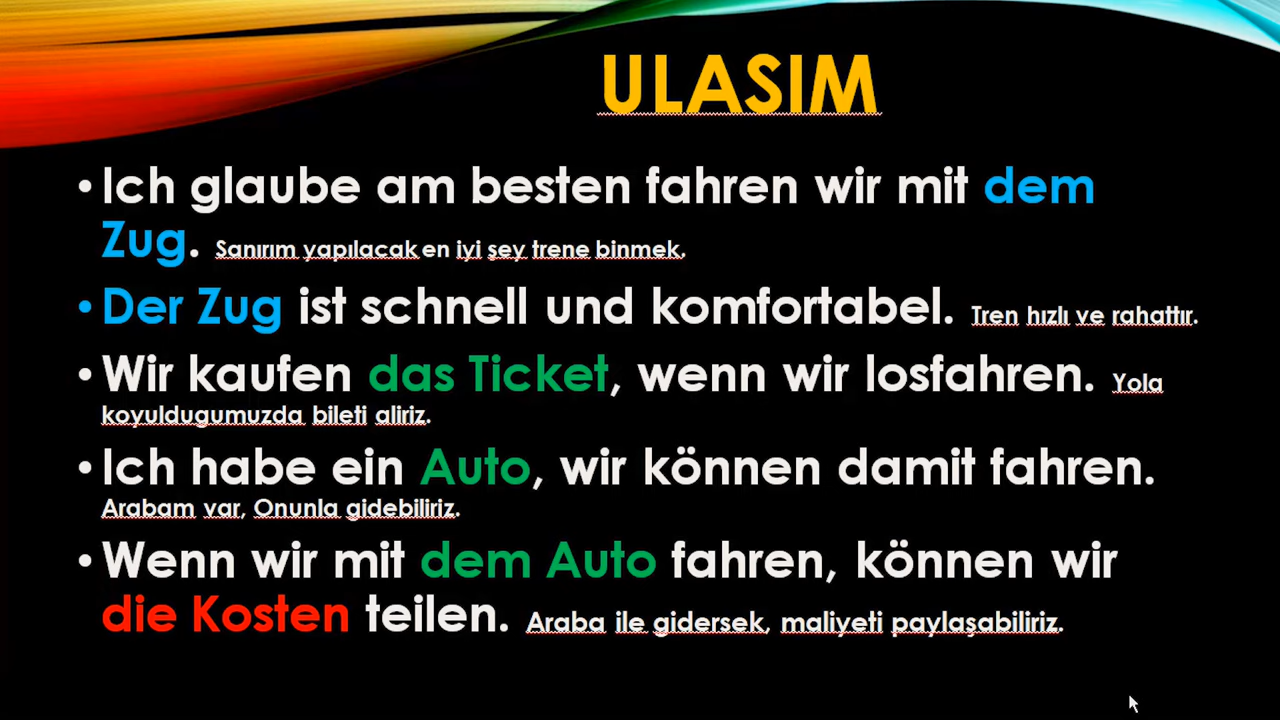 ULASIM
• Ich glaube am besten fahren wir mit dem
Zug. Sanırım yapılacak en iyi şey trene binmek.
• Der Zug ist schnell und komfortabel. Tren hızlı ve rahattır.
• Wir kaufen das Ticket, wenn wir losfahren. Yola
koyuldugumuzda bileti aliriz.
• Ich habe ein Auto, wir können damit fahren.
Arabam var, Onunla gidebiliriz.
• Wenn wir mit dem Auto fahren, können wir
die Kosten teilen. Araba ile gidersek, maliyeti paylaşabiliriz.